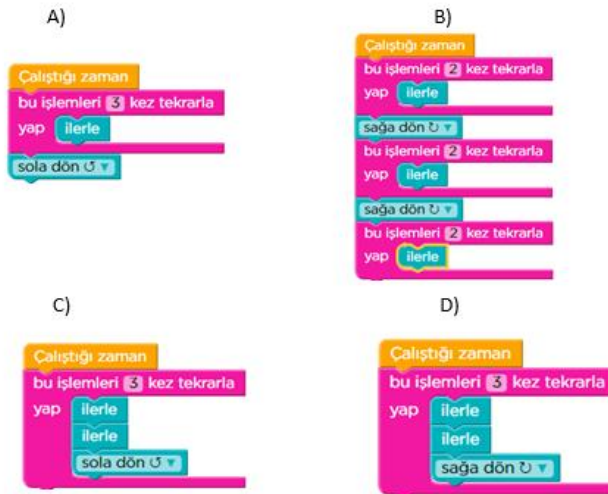 A)
Çalıştığı zaman
bu işlemleri 3 kez tekrarla
yap ilerle
sola dön ↺ ▼
B)
Çalıştığı zaman
bu işlemleri 2 kez tekrarla
yap ilerle
sağa dön ↻ ▼
bu işlemleri 2 kez tekrarla
yap ilerle
sağa dön ↻ ▼
bu işlemleri 2 kez tekrarla
yap ilerle
C)
Çalıştığı zaman
bu işlemleri 3 kez tekrarla
yap ilerle
ilerle
sola dön ↺ ▼
D)
Çalıştığı zaman
bu işlemleri 3 kez tekrarla
yap ilerle
ilerle
sağa dön ↻ ▼